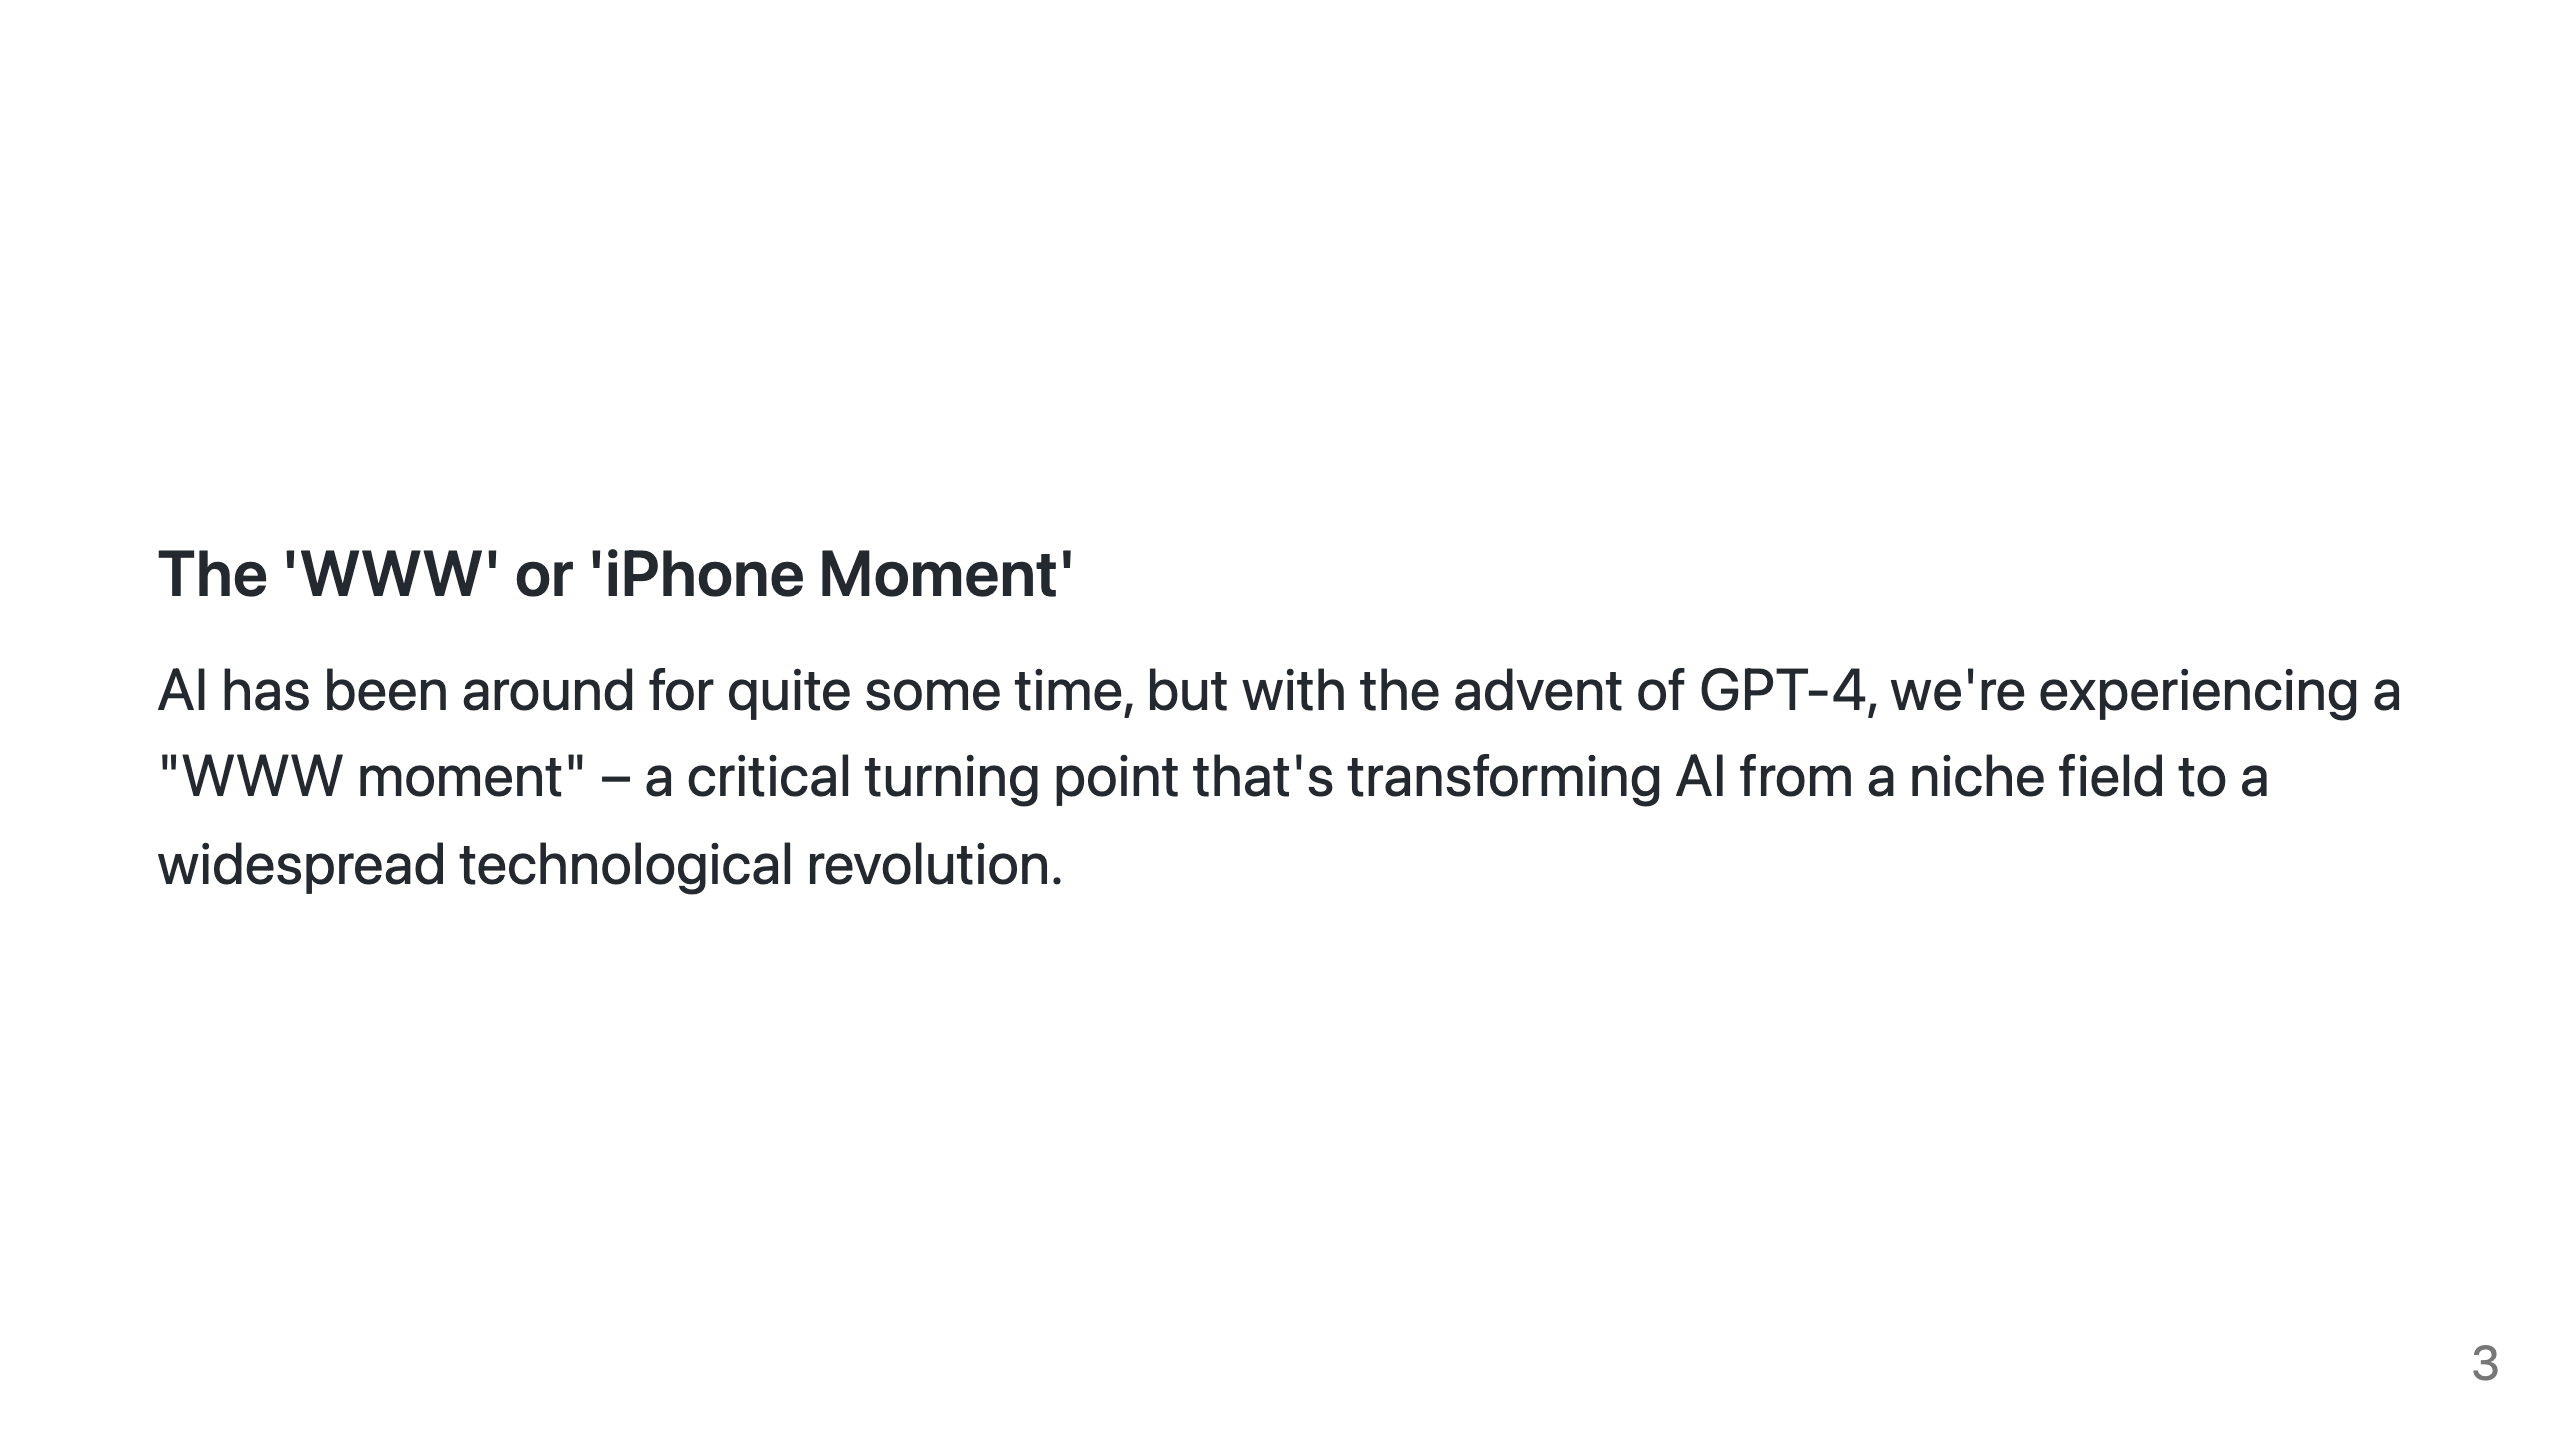 The 'WWW' or 'iPhone Moment'
AI has been around for quite some time, but with the advent of GPT-4, we're experiencing a
"WWW moment" – a critical turning point that's transforming AI from a niche field to a
widespread technological revolution.
3